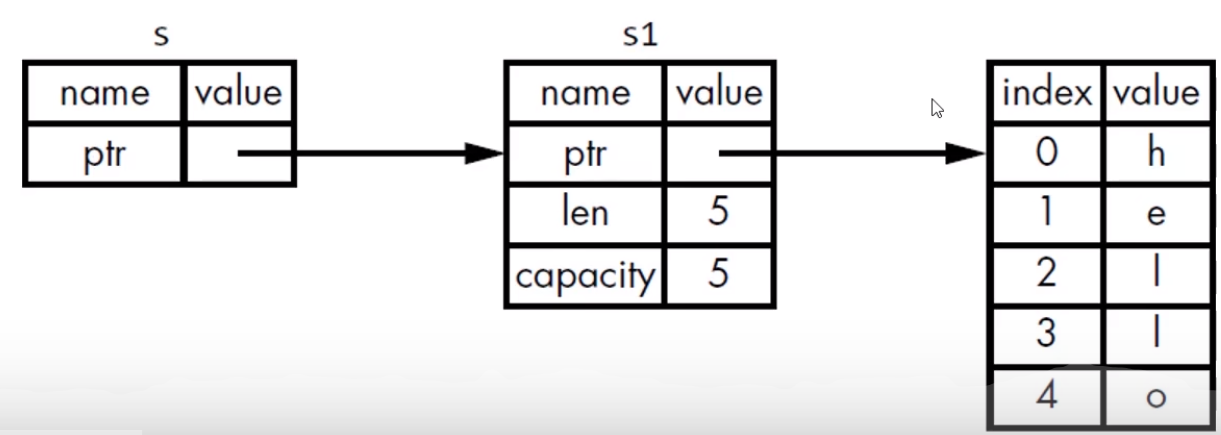 s
name value
ptr
s1
name value
ptr
len 5
capacity 5
index value
0 h
1 e
2 l
3 l
4 o